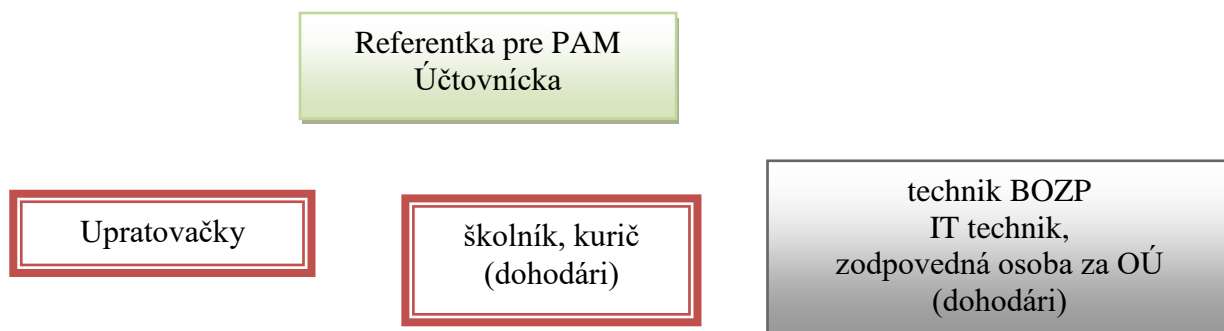 Referentka pre PAM
Účtovnícka
Upratovačky
školník, kurič
(dohodári)
technik BOZP
IT technik,
zodpovedná osoba za OÚ
(dohodári)